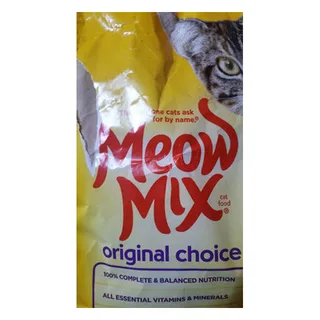 the cats ask
for by name.®
Meow
Mix
cat
food
®
original choice
100% COMPLETE & BALANCED NUTRITION
ALL ESSENTIAL VITAMINS & MINERALS